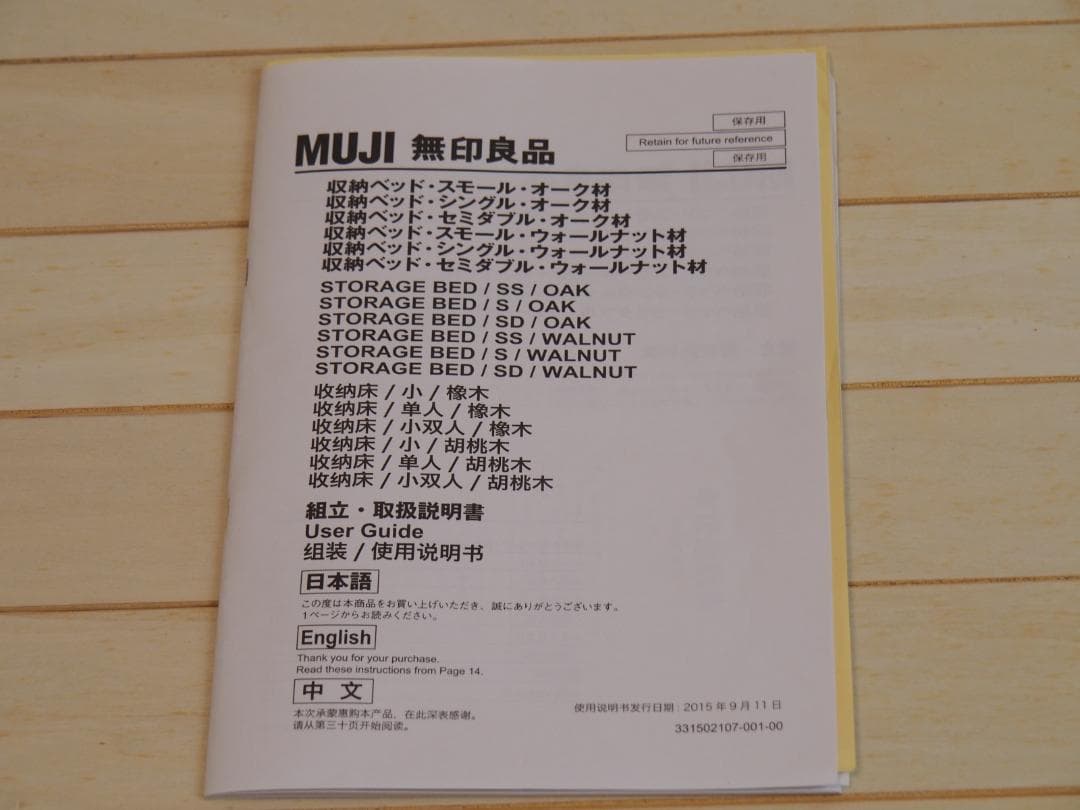 保存用
Retain for future reference
保存用
MUJI 無印良品
収納ベッド・スモール・オーク材
収納ベッド・シングル・オーク材
収納ベッド・セミダブル・オーク材
収納ベッド・スモール・ウォールナット材
収納ベッド・シングル・ウォールナット材
収納ベッド・セミダブル・ウォールナット材
STORAGE BED / SS / OAK
STORAGE BED / S / OAK
STORAGE BED / SD / OAK
STORAGE BED / SS / WALNUT
STORAGE BED / S / WALNUT
STORAGE BED / SD / WALNUT
收纳床 / 小 / 橡木
收纳床 / 单人 / 橡木
收纳床 / 小双人 / 橡木
收纳床 / 小 / 胡桃木
收纳床 / 单人 / 胡桃木
收纳床 / 小双人 / 胡桃木
組立・取扱説明書
User Guide
组装 / 使用说明书
日本語
この度は本商品をお買い上げいただき、誠にありがとうございます。
1ページからお読みください。
English
Thank you for your purchase.
Read these instructions from Page 14.
中 文
本次承蒙惠购本产品，在此深表感谢。
请从第三十页开始阅读。
使用说明书发行日期 : 2015 年 9 月 11 日
331502107-001-00